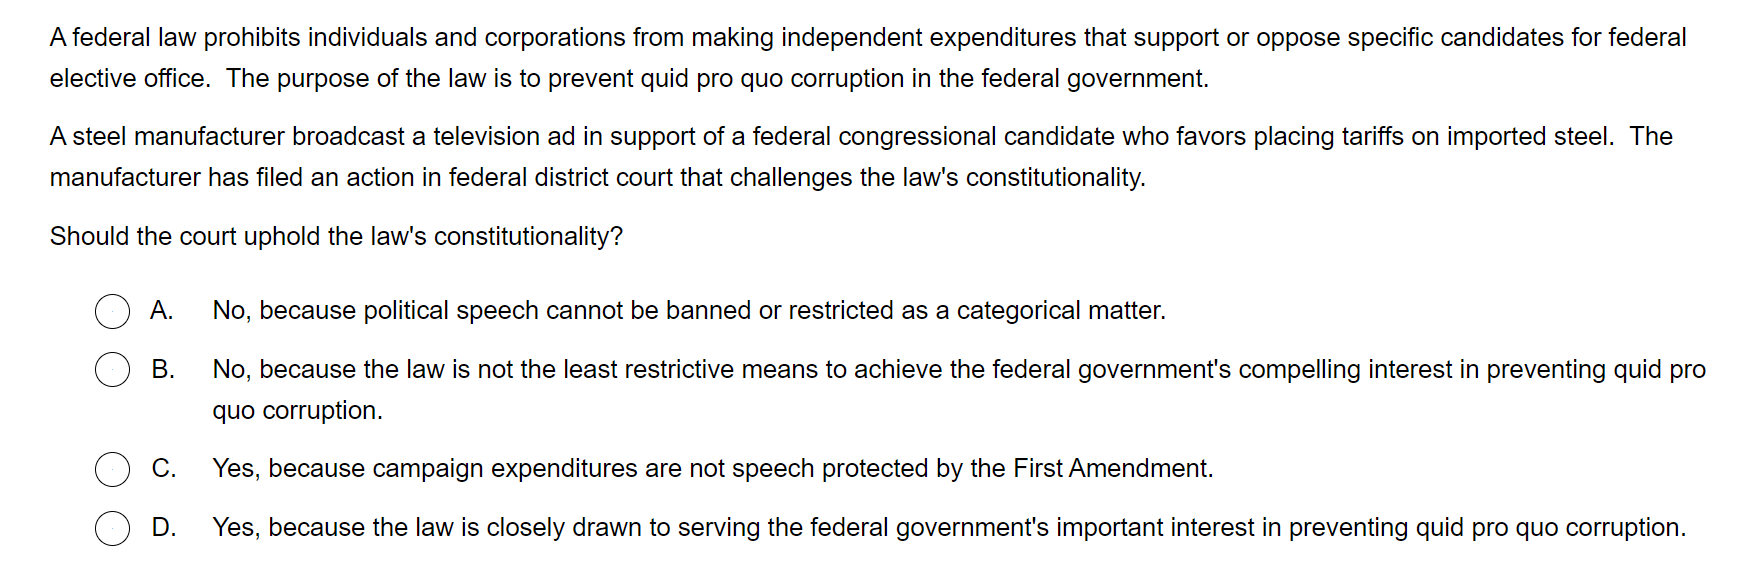 A federal law prohibits individuals and corporations from making independent expenditures that support or oppose specific candidates for federal
elective office.  The purpose of the law is to prevent quid pro quo corruption in the federal government.
A steel manufacturer broadcast a television ad in support of a federal congressional candidate who favors placing tariffs on imported steel.  The
manufacturer has filed an action in federal district court that challenges the law's constitutionality.
Should the court uphold the law's constitutionality?
A. No, because political speech cannot be banned or restricted as a categorical matter.
B. No, because the law is not the least restrictive means to achieve the federal government's compelling interest in preventing quid pro
quo corruption.
C. Yes, because campaign expenditures are not speech protected by the First Amendment.
D. Yes, because the law is closely drawn to serving the federal government's important interest in preventing quid pro quo corruption.